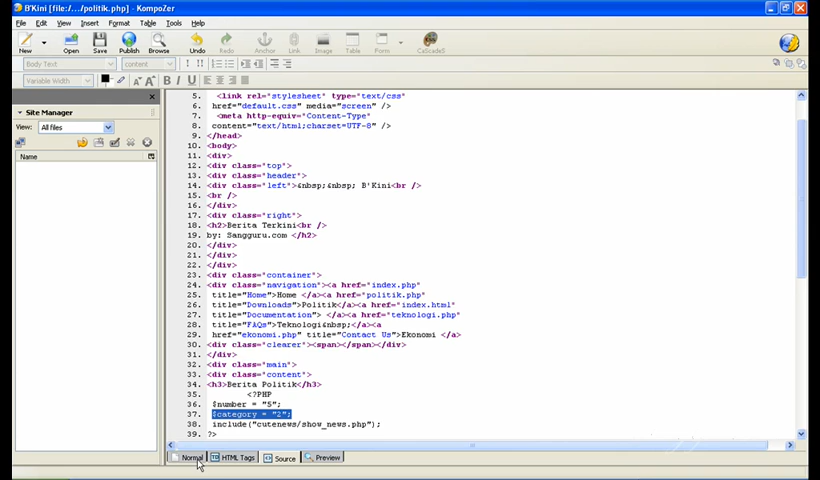 B'Kini [file:/.../politik.php] - KompoZer
File Edit View Insert Format Table Tools Help
New Open Save Publish Browse Undo Redo Anchor Link Image Table Form CaScadeS
Body Text content
Variable Width A A B I U
Site Manager
View: All files
Name
5. <link rel="stylesheet" type="text/css"
6. href="default.css" media="screen" />
7. <meta http-equiv="Content-Type"
8. content="text/html;charset=UTF-8" />
9. </head>
10. <body>
11. <div>
12. <div class="top">
13. <div class="header">
14. <div class="left">&nbsp;&nbsp; B'Kini<br />
15. <br />
16. </div>
17. <div class="right">
18. <h2>Berita Terkini<br />
19. by: Sangguru.com </h2>
20. </div>
21. </div>
22. </div>
23. <div class="container">
24. <div class="navigation"><a href="index.php"
25. title="Home">Home </a><a href="politik.php"
26. title="Downloads">Politik</a><a href="index.html"
27. title="Documentation"> </a><a href="teknologi.php"
28. title="FAQs">Teknologi&nbsp;</a><a
29. href="ekonomi.php" title="Contact Us">Ekonomi </a>
30. <div class="clearer"><span></span></div>
31. </div>
32. <div class="main">
33. <div class="content">
34. <h3>Berita Politik</h3>
35. <?PHP
36. $number = "5";
37. $category = "2";
38. include("cutenews/show_news.php");
39. ?>
Normal HTML Tags Source Preview